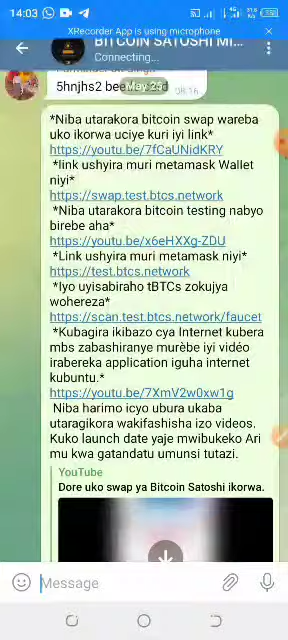 14:03
XRecorder App is using microphone
BITCOIN SATOSHI MI...
Connecting...
5hnjhs2
May 25
08:16
*Niba utarakora bitcoin swap wareba
uko ikorwa uciye kuri iyi link*
https://youtu.be/7fCaUNidKRY
*link ushyira muri metamask Wallet
niyi*
https://swap.test.btcs.network
*Niba utarakora bitcoin testing nabyo
birebe aha*
https://youtu.be/x6eHXXg-ZDU
*Link ushyira muri metamask niyi*
https://test.btcs.network
*Iyo uyisabiraho tBTCs zokujya
wohereza*
https://scan.test.btcs.network/faucet
*Kubagira ikibazo cya Internet kubera
mbs zabashiranye murèbe iyi vidéo
irabereka application iguha internet
kubuntu.*
https://youtu.be/7XmV2w0xw1g
Niba harimo icyo ubura ukaba
utaragikora wakifashisha izo videos.
Kuko launch date yaje mwibukeko Ari
mu kwa gatandatu umunsi tutazi.
YouTube
Dore uko swap ya Bitcoin Satoshi ikorwa.
Message